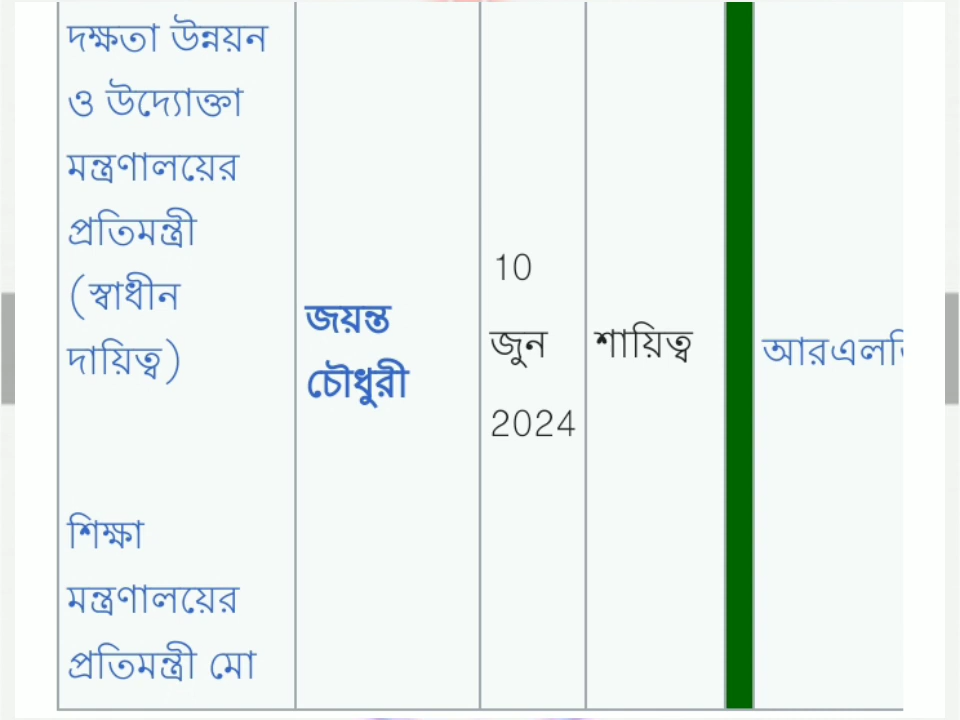 দক্ষতা উন্নয়ন
ও উদ্যোক্তা
মন্ত্রণালয়ের
প্রতিমন্ত্রী
(স্বাধীন
দায়িত্ব)
শিক্ষা
মন্ত্রণালয়ের
প্রতিমন্ত্রী মো
জয়ন্ত
চৌধুরী
10
জুন
2024
শায়িত্ব